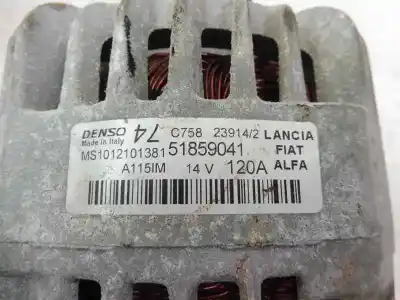 DENSO 74 C758 23914/2 LANCIA
Made in Italy
MS1012101381 51859041 FIAT
A115IM 14 V 120A ALFA